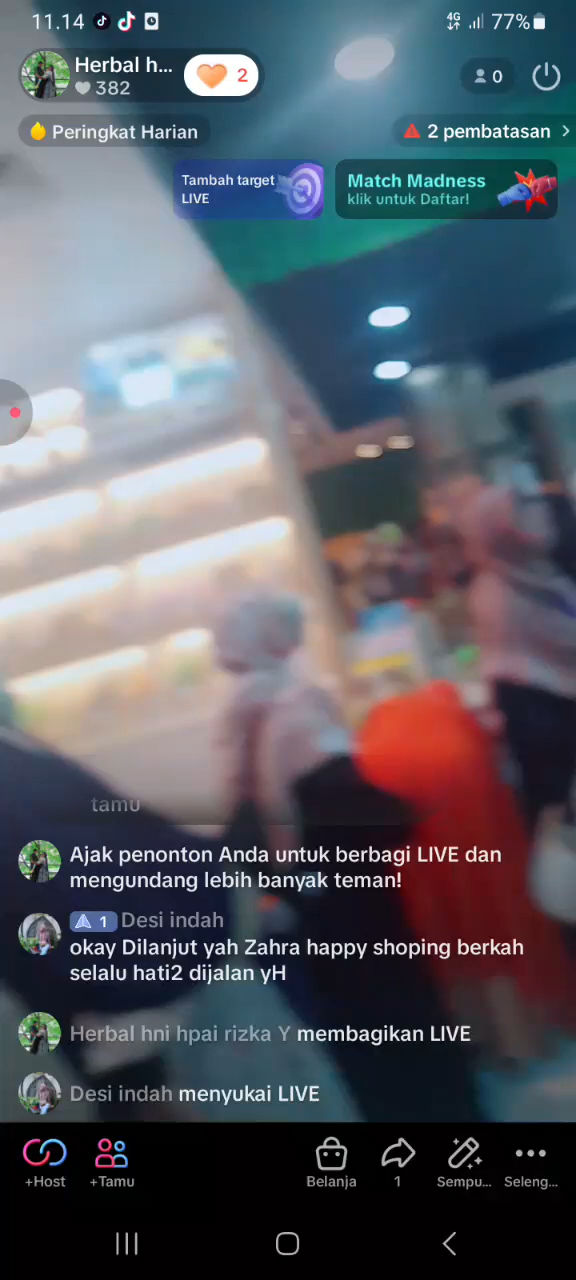 11.14
4G
77%
Herbal h...
2
382
0
Peringkat Harian
2 pembatasan
Tambah target
LIVE
Match Madness
klik untuk Daftar!
tamu
Ajak penonton Anda untuk berbagi LIVE dan
mengundang lebih banyak teman!
1 Desi indah
okay Dilanjut yah Zahra happy shoping berkah
selalu hati2 dijalan yH
Herbal hni hpai rizka Y membagikan LIVE
Desi indah menyukai LIVE
+Host
+Tamu
Belanja
1
Sempu...
Seleng...